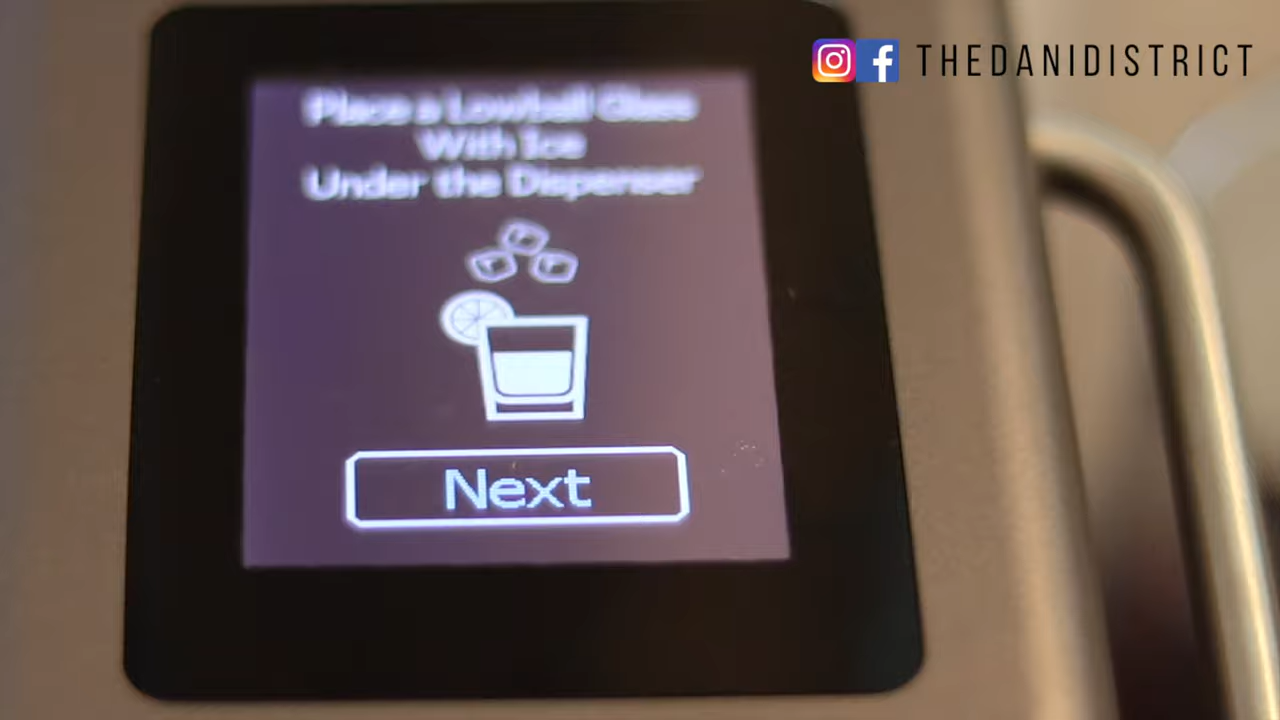 THEDANIDISTRICT
Place a Lowball Glass
With Ice
Under the Dispenser
Next